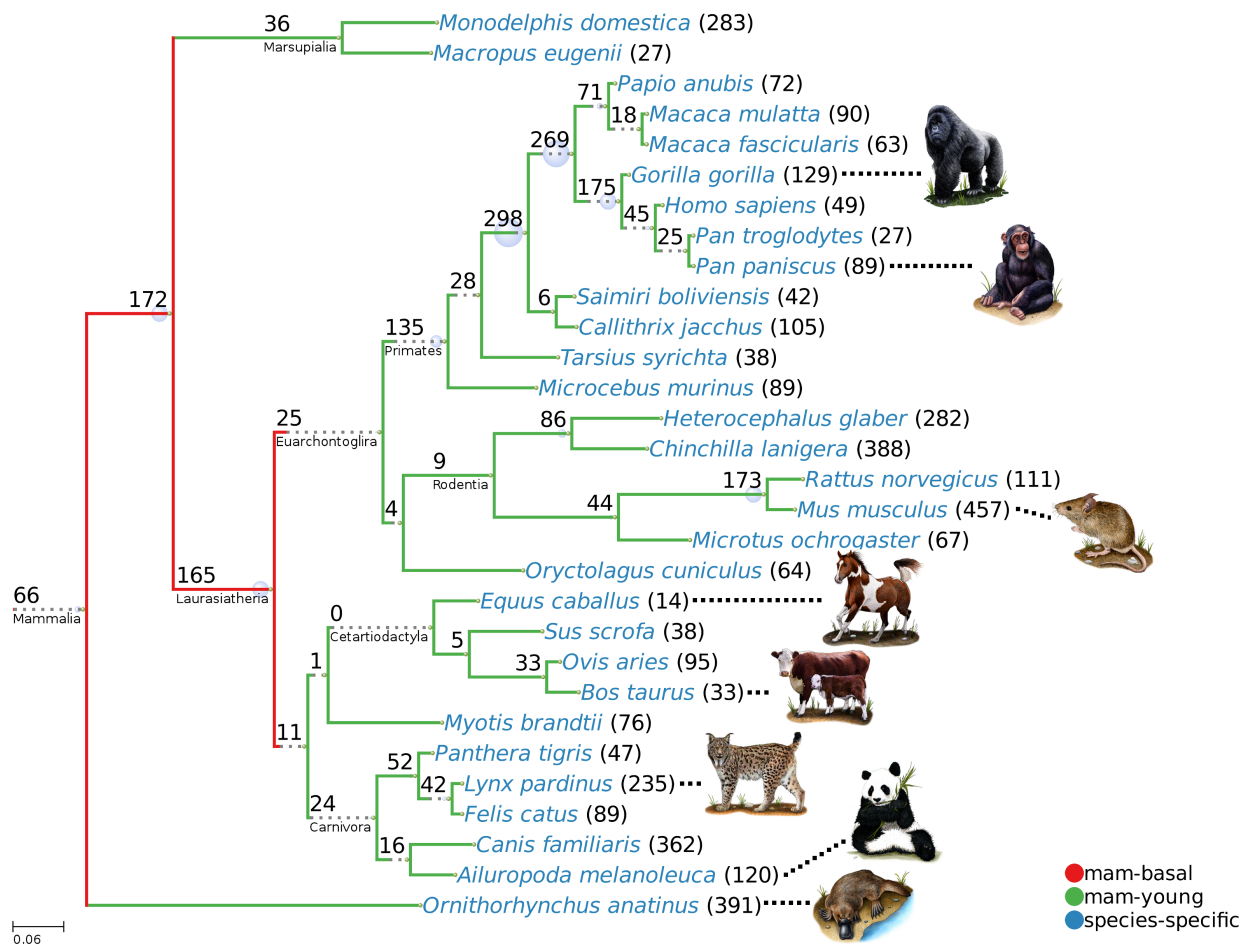 36
Marsupialia
Monodelphis domestica (283)
Macropus eugenii (27)
Papio anubis (72)
71
18
Macaca mulatta (90)
Macaca fascicularis (63)
269
Gorilla gorilla (129)
175
Homo sapiens (49)
45
298
25
Pan troglodytes (27)
Pan paniscus (89)
28
6
Saimiri boliviensis (42)
172
Callithrix jacchus (105)
135
Primates
Tarsius syrichta (38)
Microcebus murinus (89)
25
Euarchontoglira
86
Heterocephalus glaber (282)
Chinchilla lanigera (388)
9
Rodentia
173
Rattus norvegicus (111)
44
Mus musculus (457)
4
Microtus ochrogaster (67)
165
Laurasiatheria
Oryctolagus cuniculus (64)
66
Mammalia
0
Cetartiodactyla
Equus caballus (14)
5
Sus scrofa (38)
1
33
Ovis aries (95)
Bos taurus (33)
11
Myotis brandtii (76)
52
Panthera tigris (47)
42
Lynx pardinus (235)
24
Carnivora
Felis catus (89)
16
Canis familiaris (362)
Ailuropoda melanoleuca (120)
Ornithorhynchus anatinus (391)
0.06
mam-basal
mam-young
species-specific